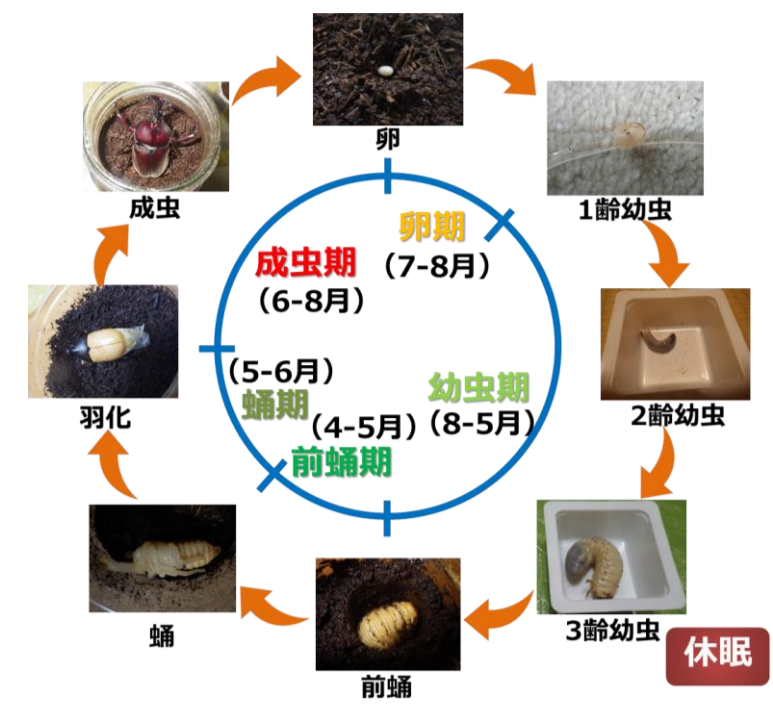 卵
1齢幼虫
2齢幼虫
3齢幼虫
休眠
前蛹
蛹
羽化
成虫
卵期
(7-8月)
成虫期
(6-8月)
(5-6月)
蛹期
(4-5月)
前蛹期
幼虫期
(8-5月)